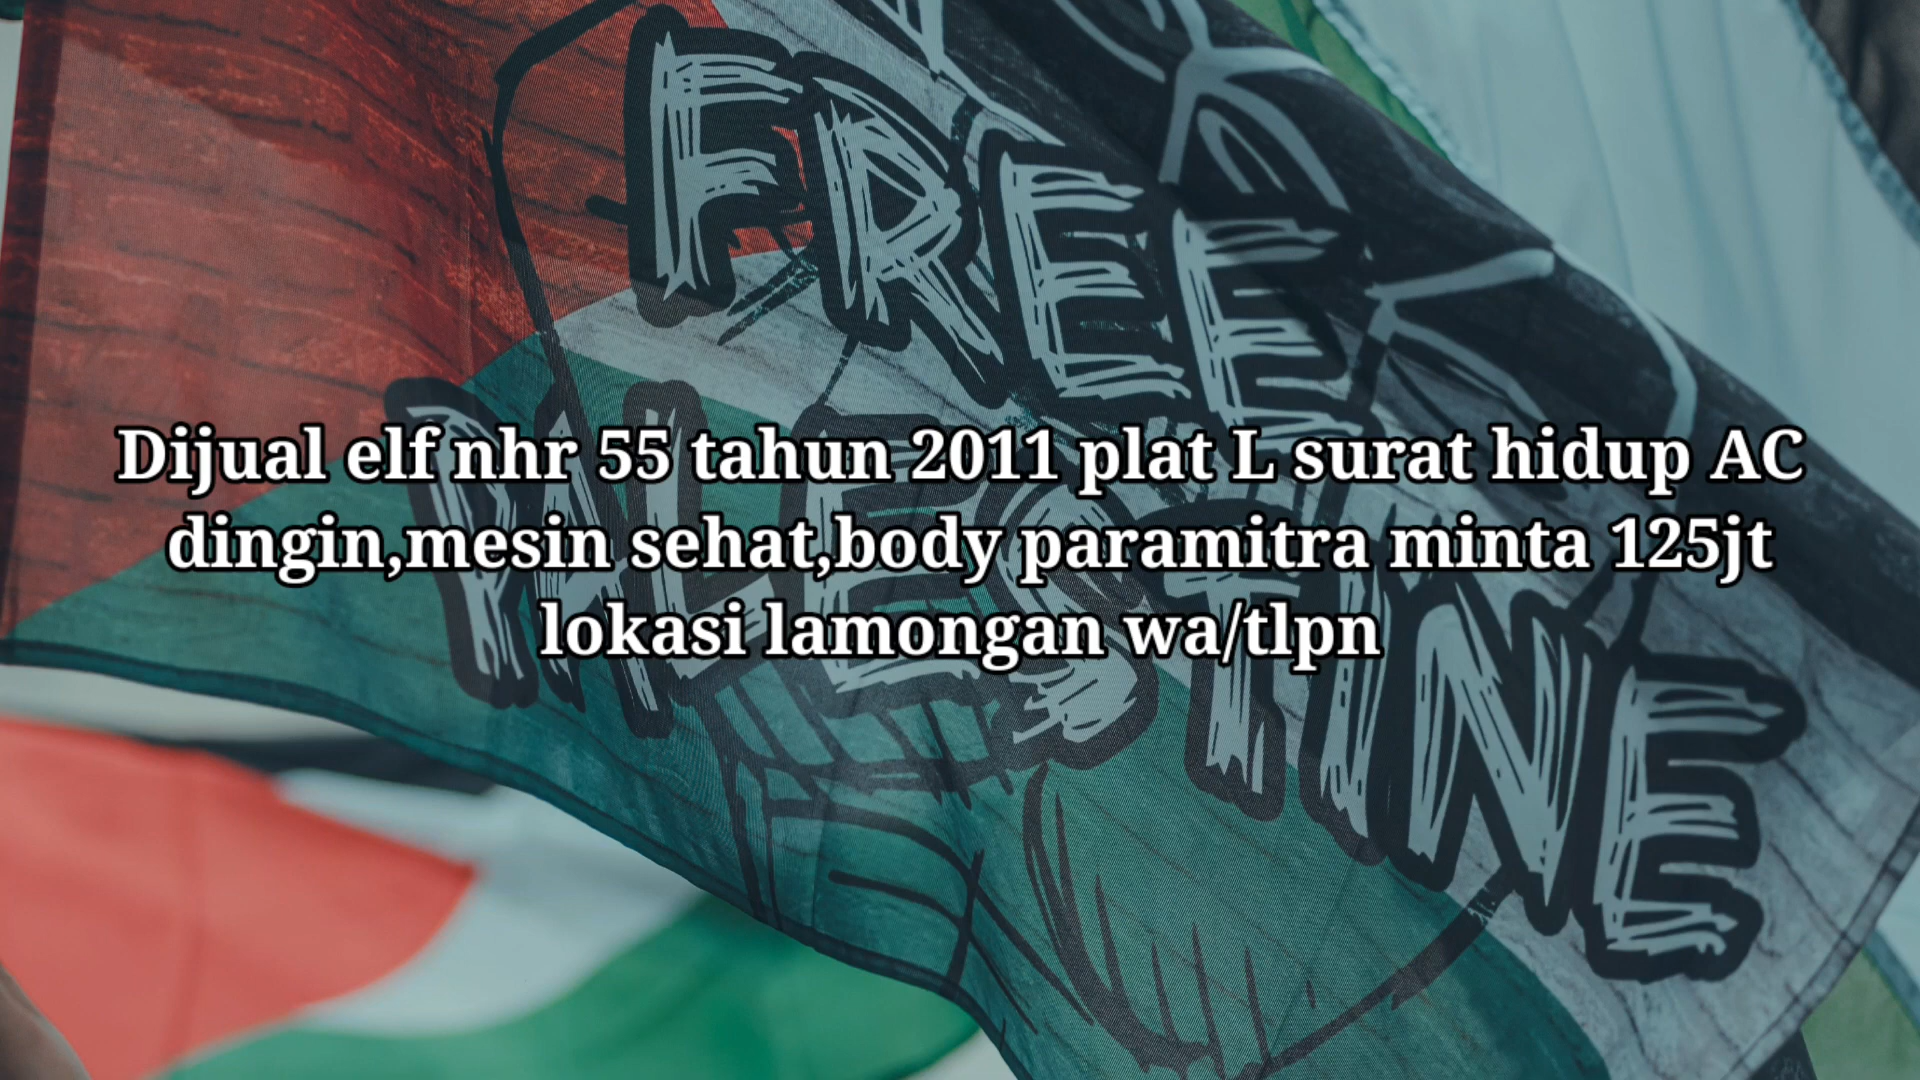 FREE
PALESTINE
Dijual elf nhr 55 tahun 2011 plat L surat hidup AC
dingin,mesin sehat,body paramitra minta 125jt
lokasi lamongan wa/tlpn